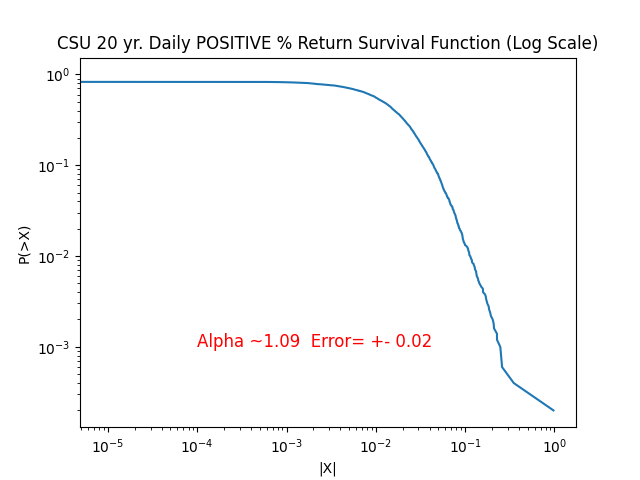 CSU 20 yr. Daily POSITIVE % Return Survival Function (Log Scale)
10⁰
10⁻¹
10⁻²
10⁻³
P(>X)
Alpha ~1.09  Error= +- 0.02
10⁻⁵ 10⁻⁴ 10⁻³ 10⁻² 10⁻¹ 10⁰
|X|